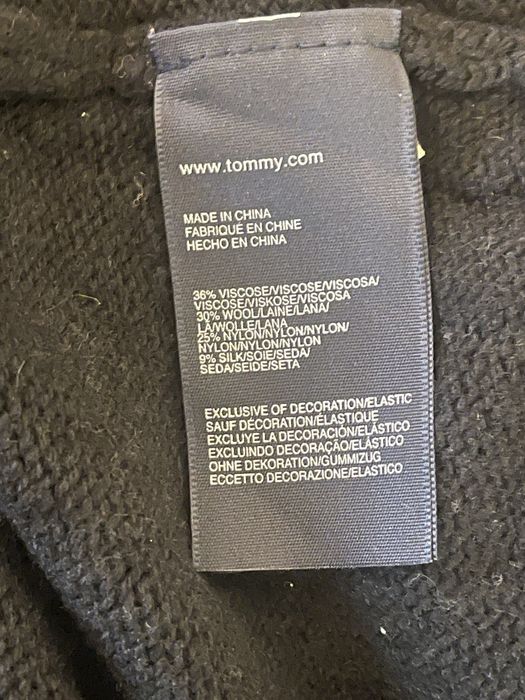 www.tommy.com
MADE IN CHINA
FABRIQUÉ EN CHINE
HECHO EN CHINA
36% VISCOSE/VISCOSE/VISCOSA/
VISCOSE/VISKOSE/VISCOSA
30% WOOL/LAINE/LANA/
LÃ/WOLLE/LANA
25% NYLON/NYLON/NYLON/
NYLON/NYLON/NYLON
9% SILK/SOIE/SEDA/
SEDA/SEIDE/SETA
EXCLUSIVE OF DECORATION/ELASTIC
SAUF DÉCORATION/ÉLASTIQUE
EXCLUYE LA DECORACIÓN/ELÁSTICO
EXCLUINDO DECORAÇÃO/ELÁSTICO
OHNE DEKORATION/GUMMIZUG
ECCETTO DECORAZIONE/ELASTICO